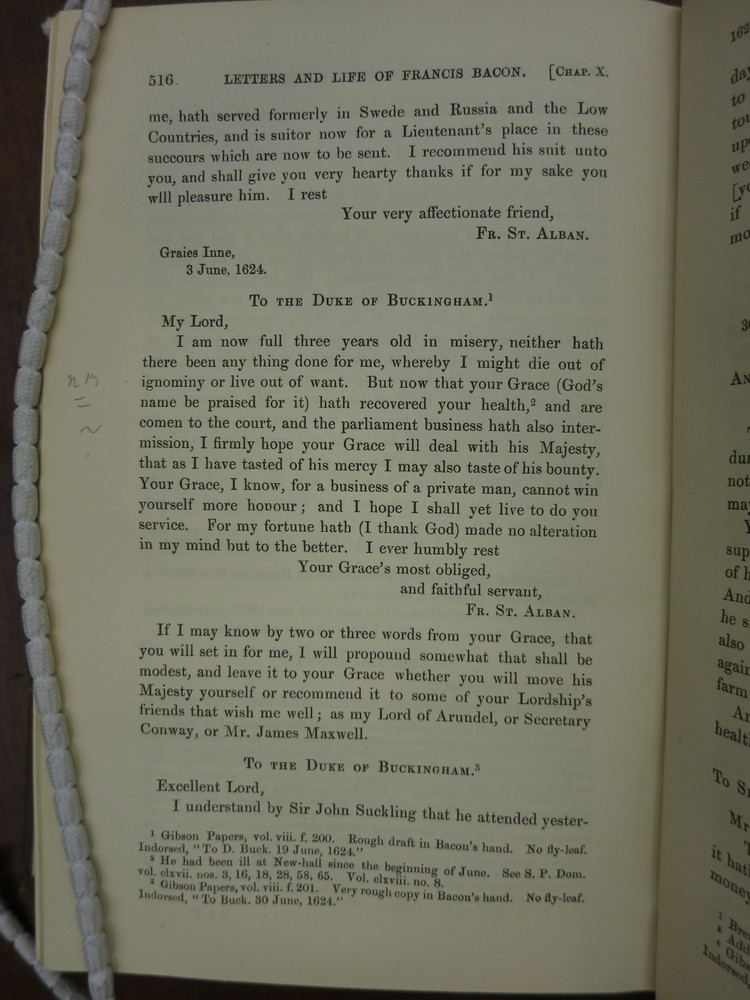 516. LETTERS AND LIFE OF FRANCIS BACON. [CHAP. X.
me, hath served formerly in Swede and Russia and the Low
Countries, and is suitor now for a Lieutenant's place in these
succours which are now to be sent. I recommend his suit unto
you, and shall give you very hearty thanks if for my sake you
will pleasure him. I rest
Your very affectionate friend,
FR. ST. ALBAN.
Graies Inne,
3 June, 1624.
TO THE DUKE OF BUCKINGHAM.¹
My Lord,
I am now full three years old in misery, neither hath
there been any thing done for me, whereby I might die out of
ignominy or live out of want. But now that your Grace (God's
name be praised for it) hath recovered your health,² and are
comen to the court, and the parliament business hath also inter-
mission, I firmly hope your Grace will deal with his Majesty,
that as I have tasted of his mercy I may also taste of his bounty.
Your Grace, I know, for a business of a private man, cannot win
yourself more honour; and I hope I shall yet live to do you
service. For my fortune hath (I thank God) made no alteration
in my mind but to the better. I ever humbly rest
Your Grace's most obliged,
and faithful servant,
FR. ST. ALBAN.
If I may know by two or three words from your Grace, that
you will set in for me, I will propound somewhat that shall be
modest, and leave it to your Grace whether you will move his
Majesty yourself or recommend it to some of your Lordship's
friends that wish me well; as my Lord of Arundel, or Secretary
Conway, or Mr. James Maxwell.
TO THE DUKE OF BUCKINGHAM.³
Excellent Lord,
I understand by Sir John Suckling that he attended yester-
¹ Gibson Papers, vol. viii. f. 200. Rough draft in Bacon's hand. No fly-leaf.
Indorsed, "To D. Buck. 19 June, 1624."
² He had been ill at New-hall since the beginning of June. See S. P. Dom.
vol. clxvii. nos. 3, 16, 18, 28, 58, 65. Vol. clxviii. no. 8.
³ Gibson Papers, vol. viii. f. 201. Very rough copy in Bacon's hand. No fly-leaf.
Indorsed, "To Buck. 30 June, 1624."